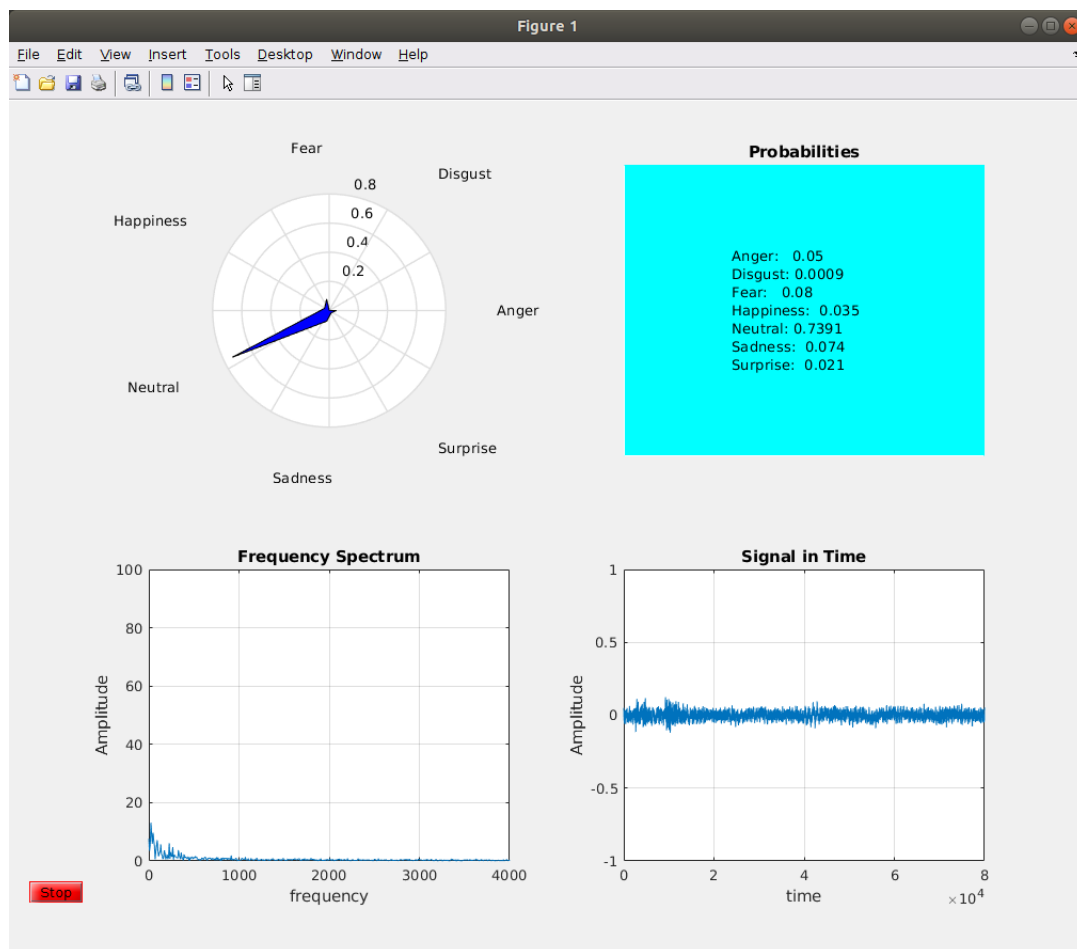 Figure 1
File Edit View Insert Tools Desktop Window Help
Fear
Disgust
Happiness
Anger
Neutral
Surprise
Sadness
0.8
0.6
0.4
0.2
Probabilities
Anger: 0.05
Disgust: 0.0009
Fear: 0.08
Happiness: 0.035
Neutral: 0.7391
Sadness: 0.074
Surprise: 0.021
Frequency Spectrum
100
80
60
40
20
0
Amplitude
0 1000 2000 3000 4000
frequency
Signal in Time
1
0.5
0
-0.5
-1
Amplitude
0 2 4 6 8
time
×10^4
Stop